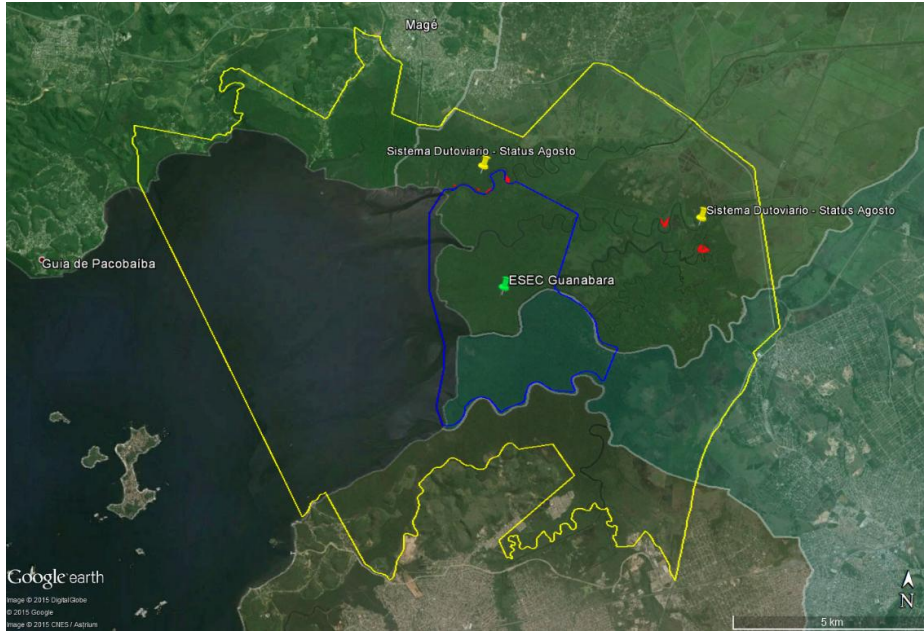 Magé
Sistema Dutoviario - Status Agosto
Sistema Dutoviario - Status Agosto
Guia de Pacobaíba
ESEC Guanabara
Google earth
Image © 2015 DigitalGlobe
© 2015 Google
Image © 2015 CNES / Astrium
N
5 km